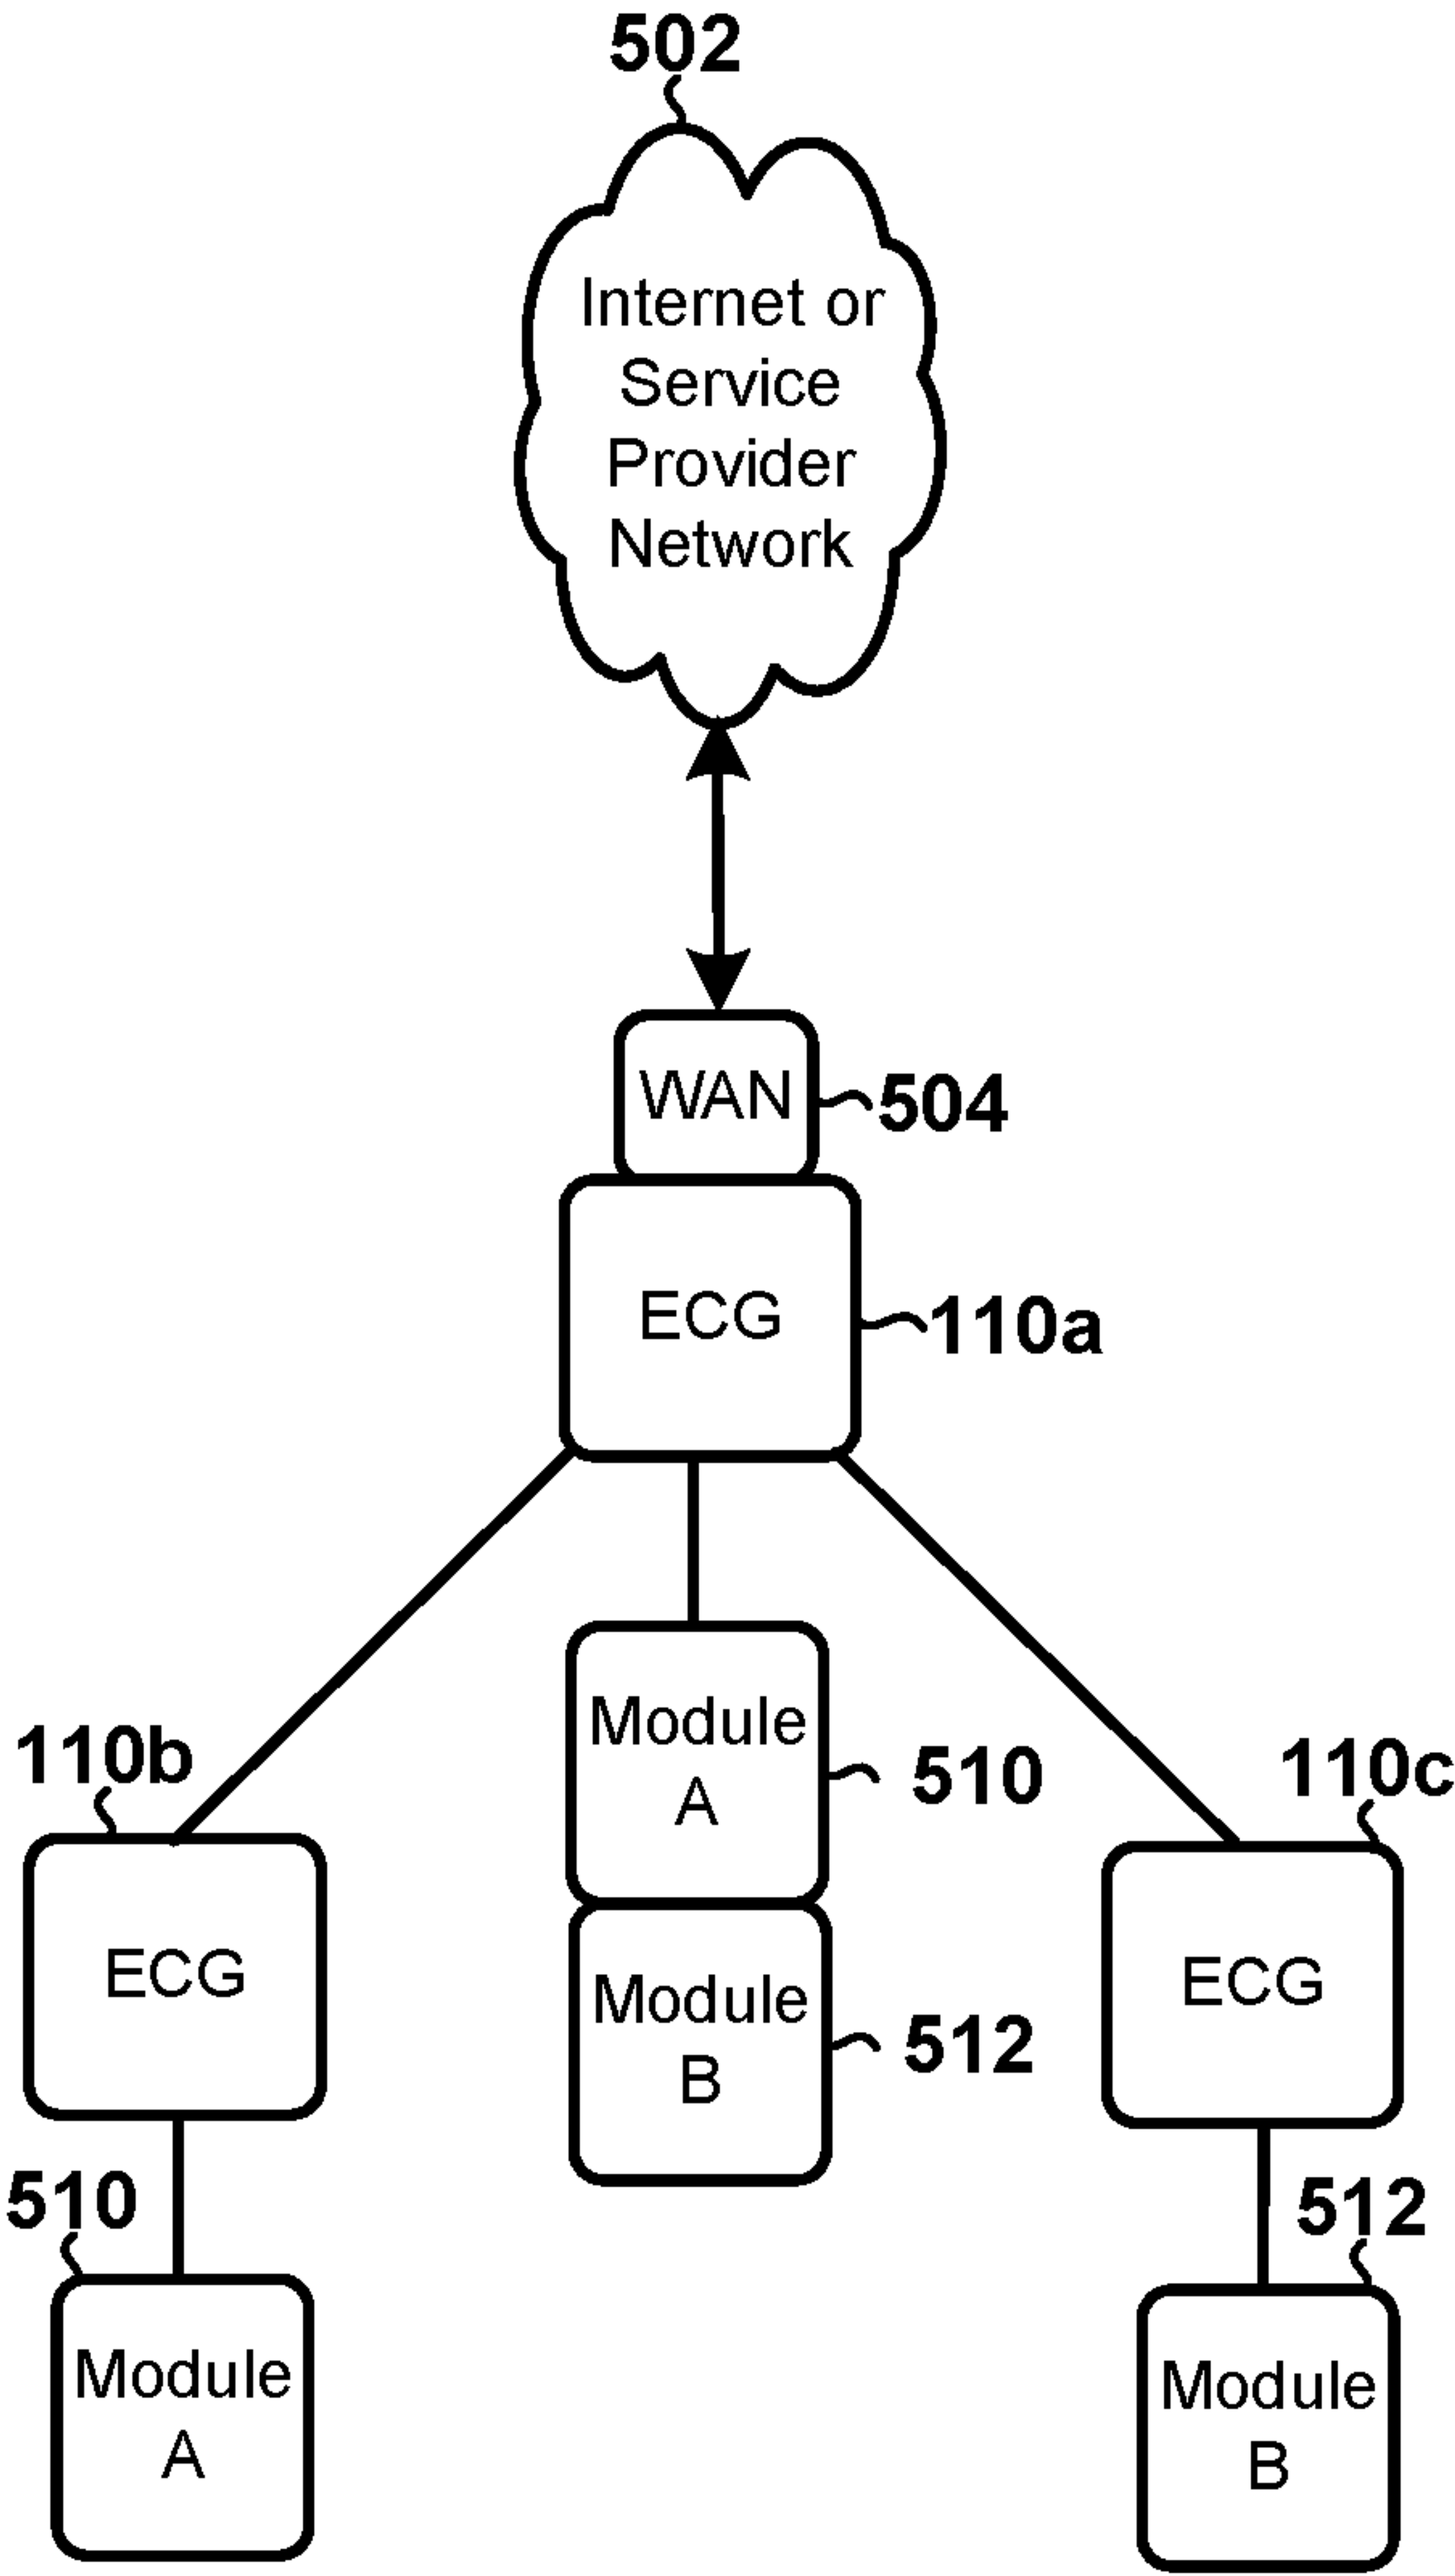 502
Internet or
Service
Provider
Network
WAN
504
ECG
110a
110b
ECG
510
Module
A
Module
A
510
Module
B
512
110c
ECG
512
Module
B